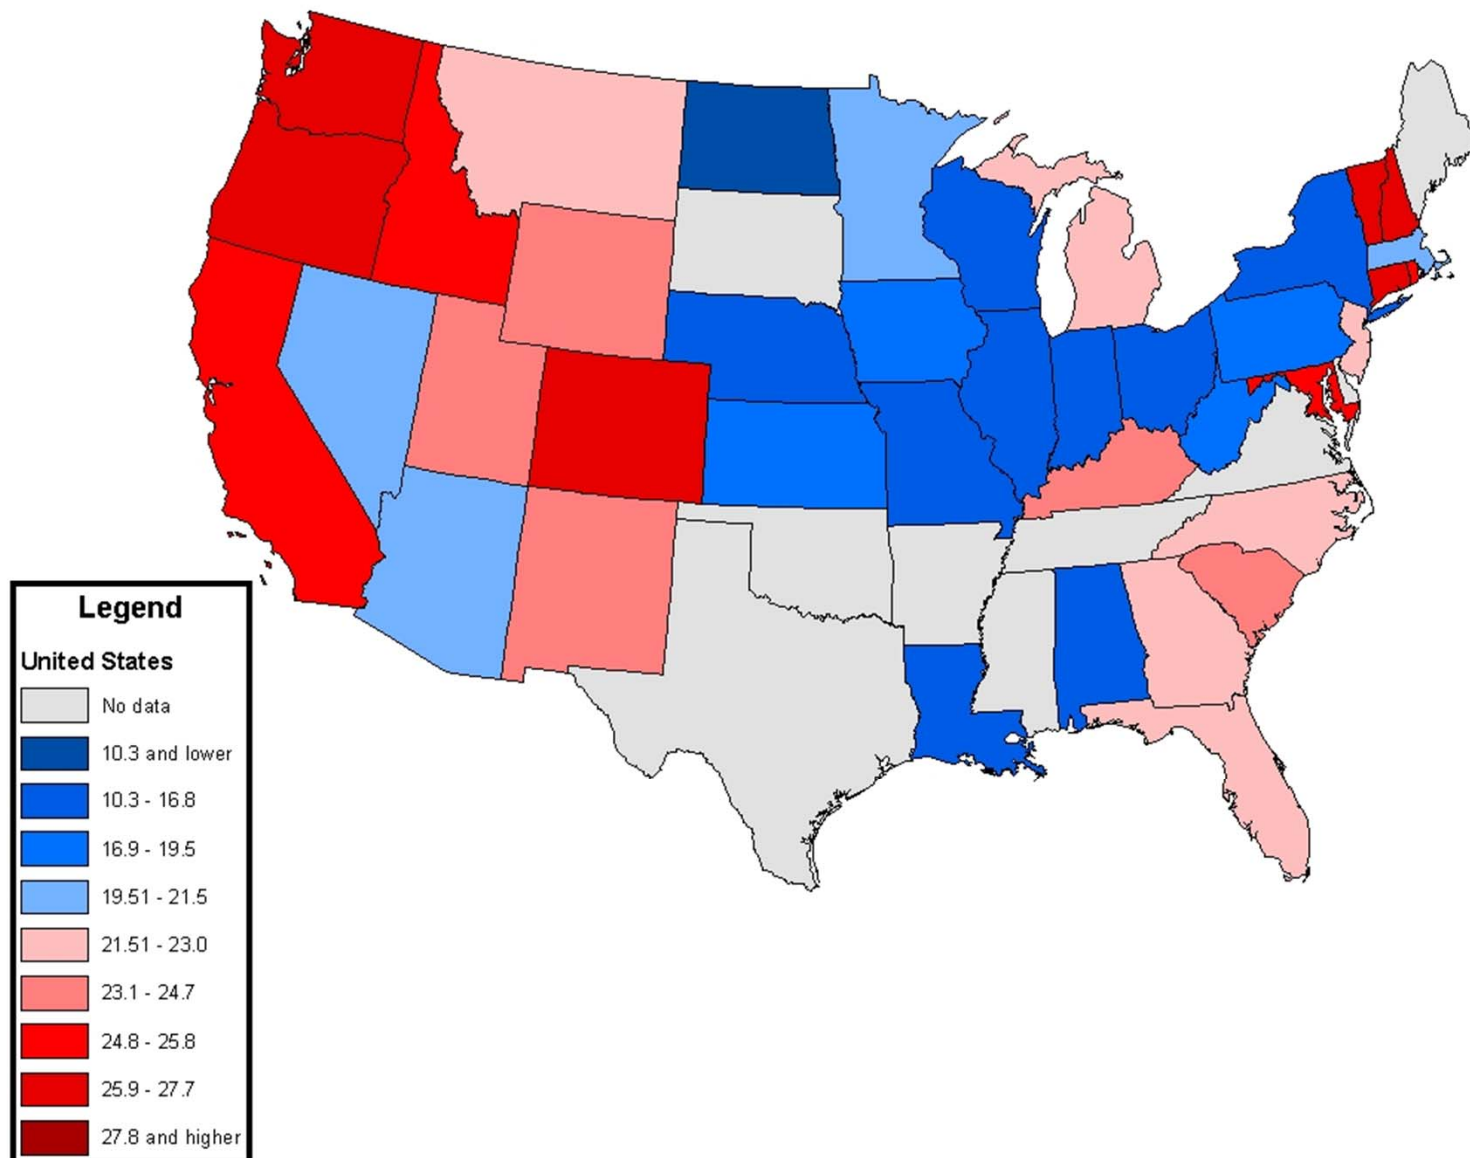 Legend
United States
No data
10.3 and lower
10.3 - 16.8
16.9 - 19.5
19.51 - 21.5
21.51 - 23.0
23.1 - 24.7
24.8 - 25.8
25.9 - 27.7
27.8 and higher